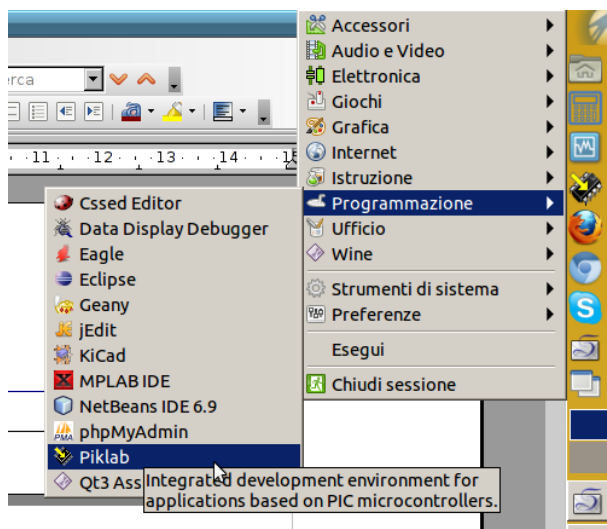 erca
11 12 13 14 15
Accessori
Audio e Video
Elettronica
Giochi
Grafica
Internet
Istruzione
Programmazione
Ufficio
Wine
Strumenti di sistema
Preferenze
Esegui
Chiudi sessione
Cssed Editor
Data Display Debugger
Eagle
Eclipse
Geany
jEdit
KiCad
MPLAB IDE
NetBeans IDE 6.9
phpMyAdmin
Piklab
Qt3 Ass
Integrated development environment for
applications based on PIC microcontrollers.